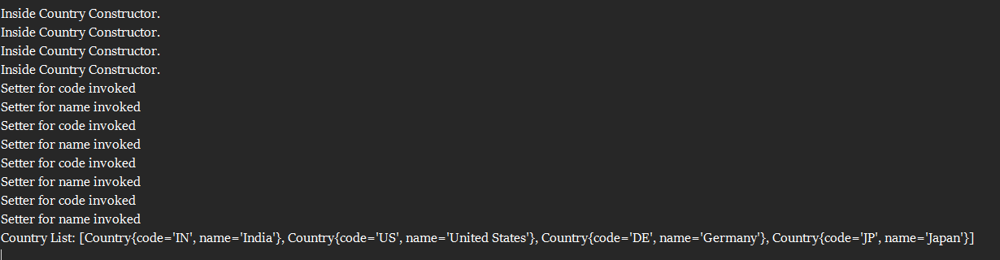 Inside Country Constructor.
Inside Country Constructor.
Inside Country Constructor.
Inside Country Constructor.
Setter for code invoked
Setter for name invoked
Setter for code invoked
Setter for name invoked
Setter for code invoked
Setter for name invoked
Setter for code invoked
Setter for name invoked
Country List: [Country{code='IN', name='India'}, Country{code='US', name='United States'}, Country{code='DE', name='Germany'}, Country{code='JP', name='Japan'}]